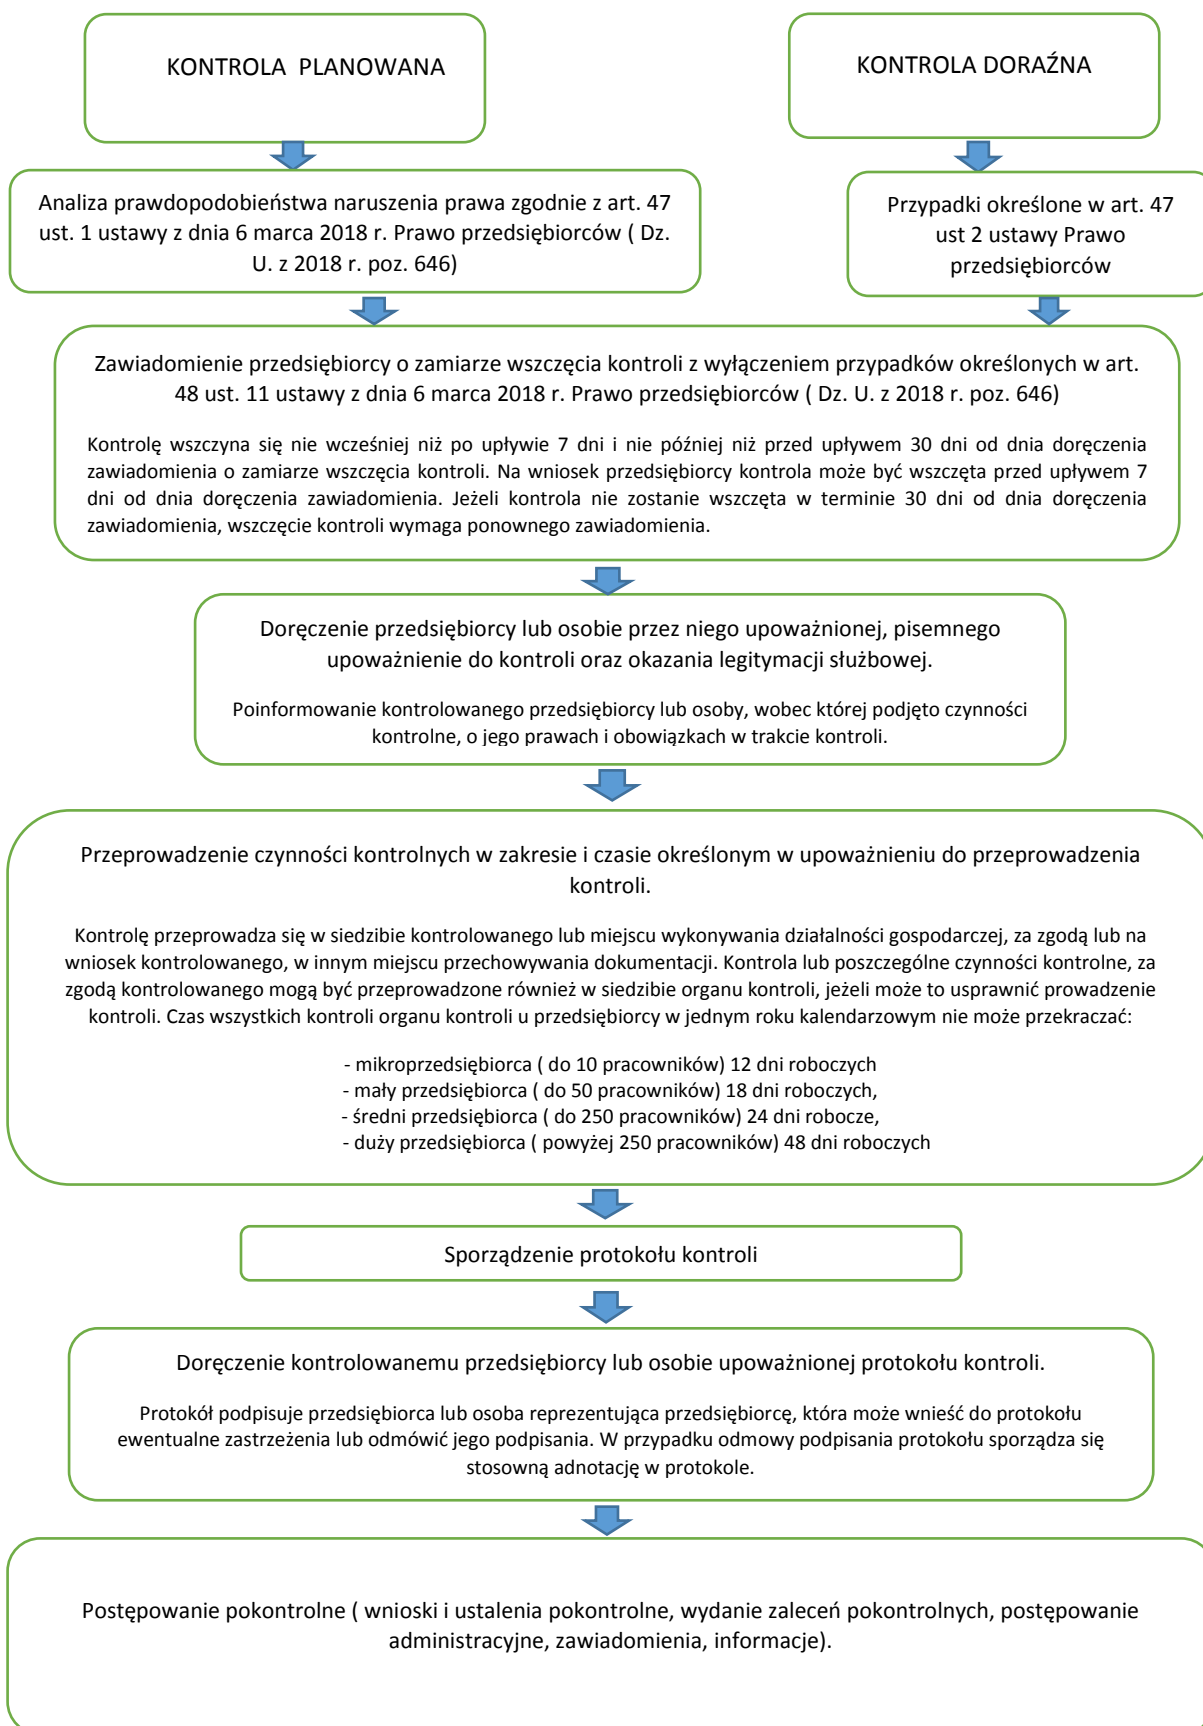 KONTROLA  PLANOWANA
KONTROLA DORAŹNA
Analiza prawdopodobieństwa naruszenia prawa zgodnie z art. 47
ust. 1 ustawy z dnia 6 marca 2018 r. Prawo przedsiębiorców ( Dz.
U. z 2018 r. poz. 646)
Przypadki określone w art. 47
ust 2 ustawy Prawo
przedsiębiorców
Zawiadomienie przedsiębiorcy o zamiarze wszczęcia kontroli z wyłączeniem przypadków określonych w art.
48 ust. 11 ustawy z dnia 6 marca 2018 r. Prawo przedsiębiorców ( Dz. U. z 2018 r. poz. 646)
Kontrolę wszczyna się nie wcześniej niż po upływie 7 dni i nie później niż przed upływem 30 dni od dnia doręczenia
zawiadomienia o zamiarze wszczęcia kontroli. Na wniosek przedsiębiorcy kontrola może być wszczęta przed upływem 7
dni od dnia doręczenia zawiadomienia. Jeżeli kontrola nie zostanie wszczęta w terminie 30 dni od dnia doręczenia
zawiadomienia, wszczęcie kontroli wymaga ponownego zawiadomienia.
Doręczenie przedsiębiorcy lub osobie przez niego upoważnionej, pisemnego
upoważnienie do kontroli oraz okazania legitymacji służbowej.
Poinformowanie kontrolowanego przedsiębiorcy lub osoby, wobec której podjęto czynności
kontrolne, o jego prawach i obowiązkach w trakcie kontroli.
Przeprowadzenie czynności kontrolnych w zakresie i czasie określonym w upoważnieniu do przeprowadzenia
kontroli.
Kontrolę przeprowadza się w siedzibie kontrolowanego lub miejscu wykonywania działalności gospodarczej, za zgodą lub na
wniosek kontrolowanego, w innym miejscu przechowywania dokumentacji. Kontrola lub poszczególne czynności kontrolne, za
zgodą kontrolowanego mogą być przeprowadzone również w siedzibie organu kontroli, jeżeli może to usprawnić prowadzenie
kontroli. Czas wszystkich kontroli organu kontroli u przedsiębiorcy w jednym roku kalendarzowym nie może przekraczać:
- mikroprzedsiębiorca ( do 10 pracowników) 12 dni roboczych
- mały przedsiębiorca ( do 50 pracowników) 18 dni roboczych,
- średni przedsiębiorca ( do 250 pracowników) 24 dni robocze,
- duży przedsiębiorca ( powyżej 250 pracowników) 48 dni roboczych
Sporządzenie protokołu kontroli
Doręczenie kontrolowanemu przedsiębiorcy lub osobie upoważnionej protokołu kontroli.
Protokół podpisuje przedsiębiorca lub osoba reprezentująca przedsiębiorcę, która może wnieść do protokołu
ewentualne zastrzeżenia lub odmówić jego podpisania. W przypadku odmowy podpisania protokołu sporządza się
stosowną adnotację w protokole.
Postępowanie pokontrolne ( wnioski i ustalenia pokontrolne, wydanie zaleceń pokontrolnych, postępowanie
administracyjne, zawiadomienia, informacje).